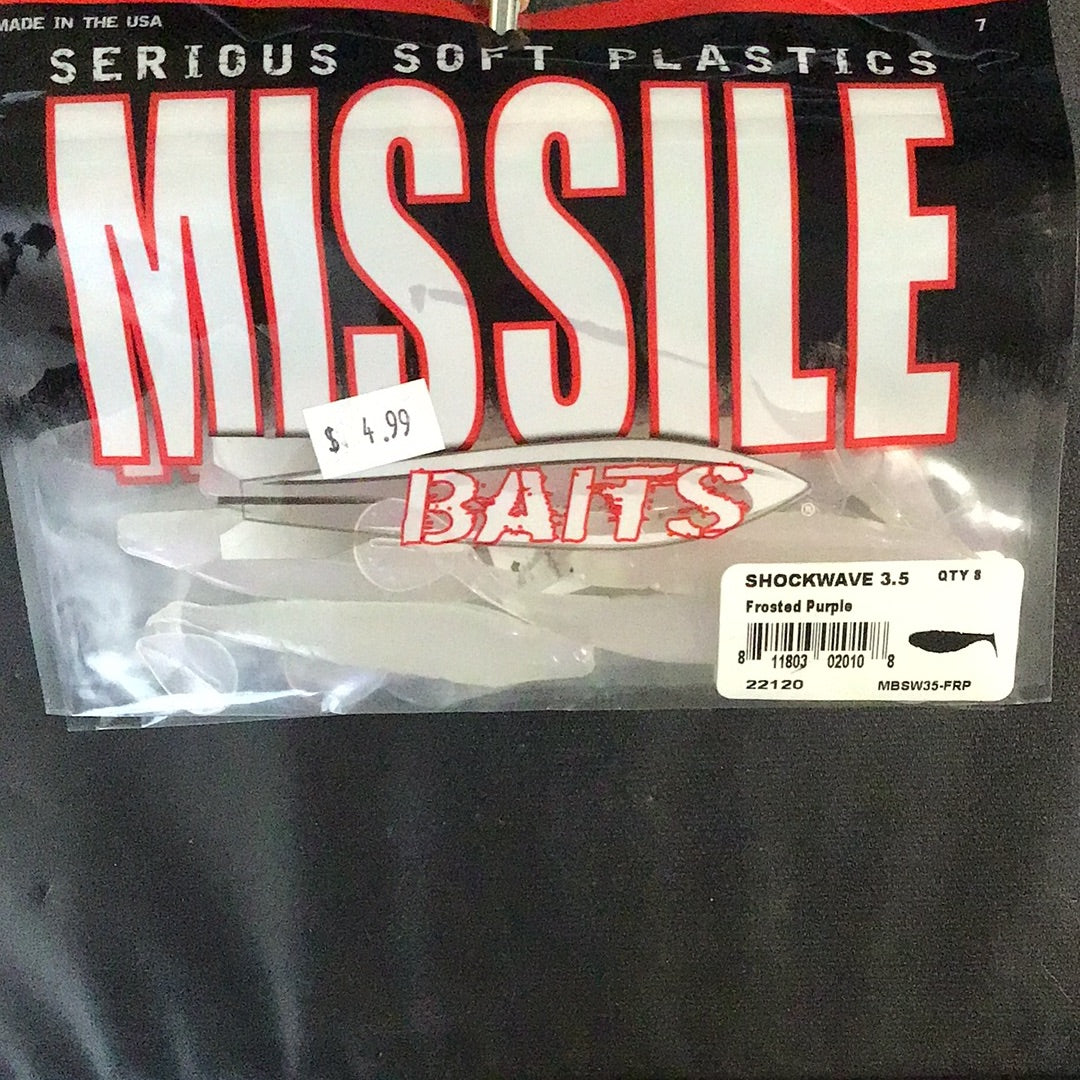 MADE IN THE USA
7
SERIOUS SOFT PLASTICS
MISSILE
$ 4.99
BAITS
®
SHOCKWAVE 3.5 QTY 8
Frosted Purple
8 11803 02010 8
22120 MBSW35-FRP